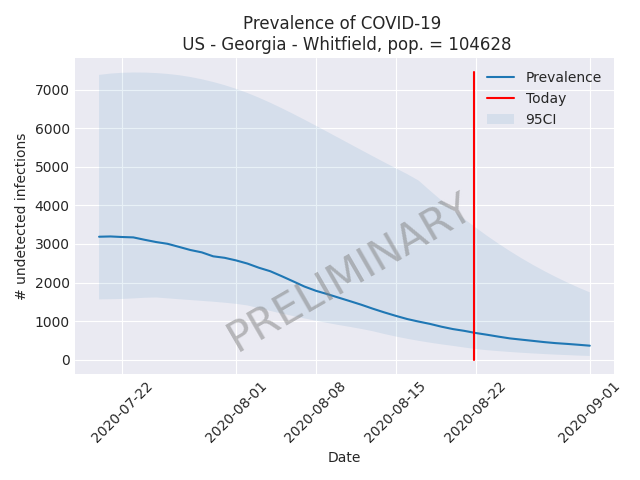 Prevalence of COVID-19
US - Georgia - Whitfield, pop. = 104628
Prevalence
Today
95CI
# undetected infections
7000
6000
5000
4000
3000
2000
1000
0
PRELIMINARY
2020-07-22
2020-08-01
2020-08-08
2020-08-15
2020-08-22
2020-09-01
Date